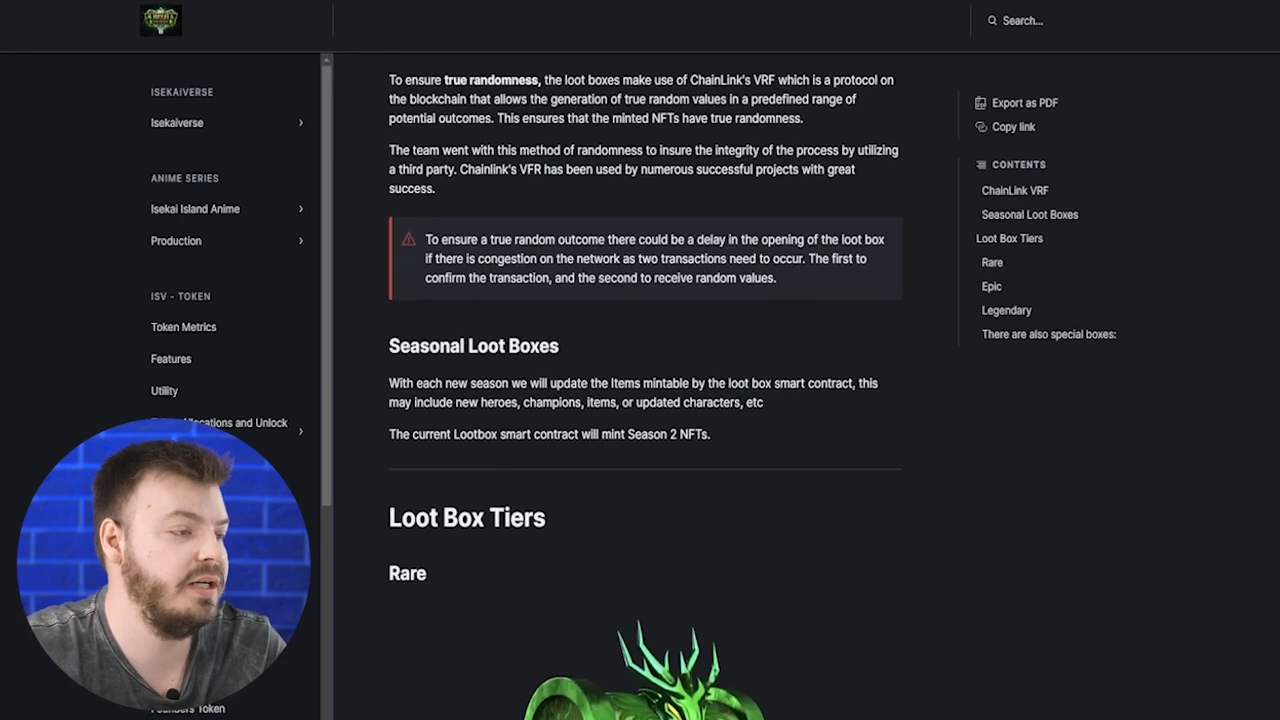 Search...
ISEKAIVERSE
Isekaiverse
ANIME SERIES
Isekai Island Anime
Production
ISV - TOKEN
Token Metrics
Features
Utility
Allocations and Unlock
Founders Token
To ensure true randomness, the loot boxes make use of ChainLink's VRF which is a protocol on
the blockchain that allows the generation of true random values in a predefined range of
potential outcomes. This ensures that the minted NFTs have true randomness.
The team went with this method of randomness to insure the integrity of the process by utilizing
a third party. Chainlink's VFR has been used by numerous successful projects with great
success.
To ensure a true random outcome there could be a delay in the opening of the loot box
if there is congestion on the network as two transactions need to occur. The first to
confirm the transaction, and the second to receive random values.
Seasonal Loot Boxes
With each new season we will update the Items mintable by the loot box smart contract, this
may include new heroes, champions, items, or updated characters, etc
The current Lootbox smart contract will mint Season 2 NFTs.
Loot Box Tiers
Rare
Export as PDF
Copy link
CONTENTS
ChainLink VRF
Seasonal Loot Boxes
Loot Box Tiers
Rare
Epic
Legendary
There are also special boxes: